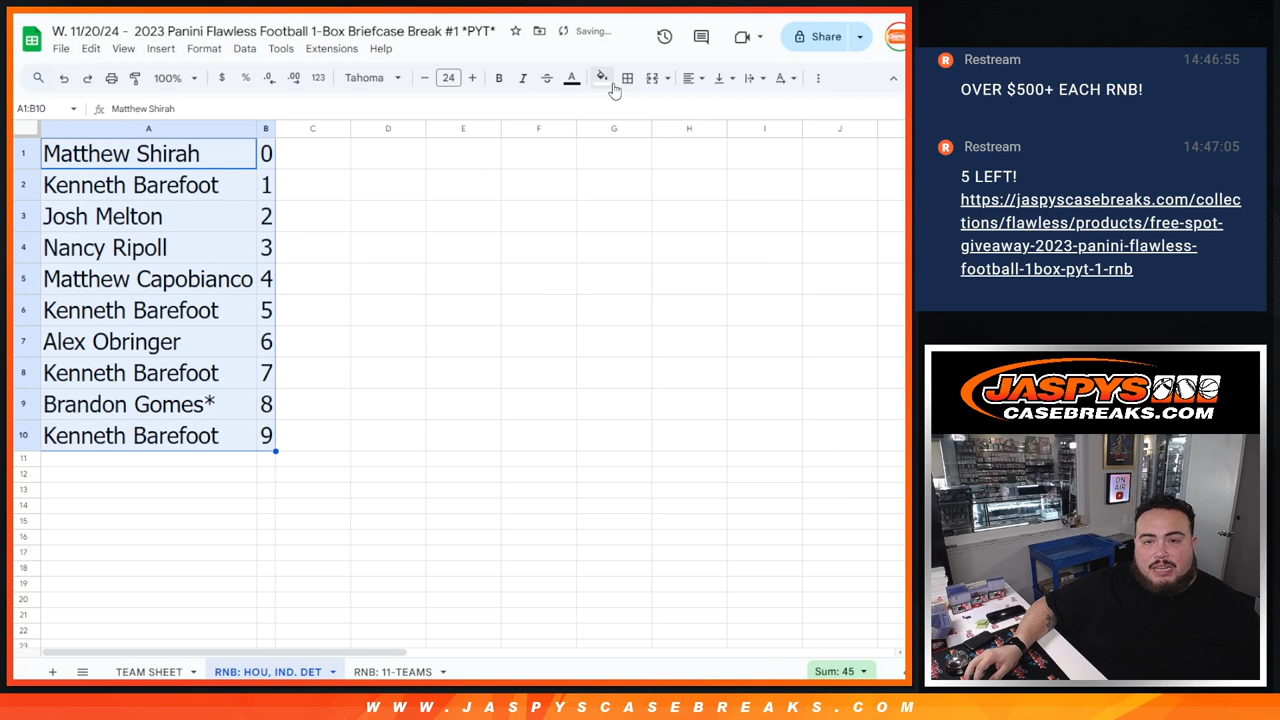 W. 11/20/24 - 2023 Panini Flawless Football 1-Box Briefcase Break #1 *PYT*
Saving...
Share
File Edit View Insert Format Data Tools Extensions Help
100% $ % .0 .00 123 Tahoma 24 B I A
A1:B10 fx Matthew Shirah
A B C D E F G H I J
1 Matthew Shirah 0
2 Kenneth Barefoot 1
3 Josh Melton 2
4 Nancy Ripoll 3
5 Matthew Capobianco 4
6 Kenneth Barefoot 5
7 Alex Obringer 6
8 Kenneth Barefoot 7
9 Brandon Gomes* 8
10 Kenneth Barefoot 9
11
12
13
14
15
16
17
18
19
20
21
22
23
TEAM SHEET RNB: HOU, IND. DET RNB: 11-TEAMS Sum: 45
Restream 14:46:55
OVER $500+ EACH RNB!
Restream 14:47:05
5 LEFT!
https://jaspyscasebreaks.com/collec
tions/flawless/products/free-spot-
giveaway-2023-panini-flawless-
football-1box-pyt-1-rnb
JASPYS
CASEBREAKS.COM
ON
AIR
WWW.JASPYSCASEBREAKS.COM